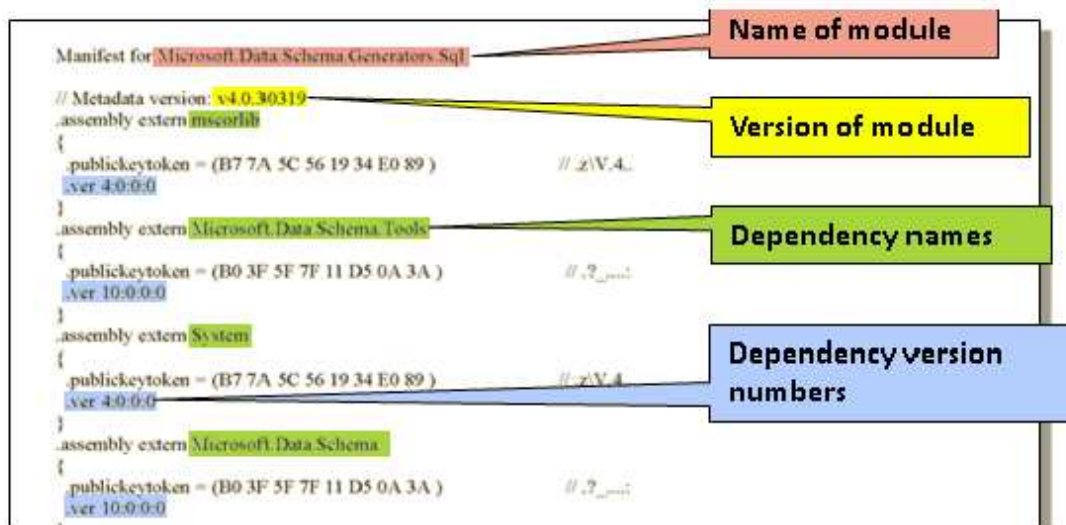 Name of module
Manifest for Microsoft.Data.Schema.Generators.Sql
// Metadata version: v4.0.30319
Version of module
.assembly extern mscorlib
{
.publickeytoken = (B7 7A 5C 56 19 34 E0 89 ) // .z\V.4..
.ver 4:0:0:0
}
.assembly extern Microsoft.Data.Schema.Tools
Dependency names
{
.publickeytoken = (B0 3F 5F 7F 11 D5 0A 3A ) // .?_....:
.ver 10:0:0:0
}
.assembly extern System
{
Dependency version
numbers
.publickeytoken = (B7 7A 5C 56 19 34 E0 89 ) // .z\V.4
.ver 4:0:0:0
}
.assembly extern Microsoft.Data.Schema
{
.publickeytoken = (B0 3F 5F 7F 11 D5 0A 3A ) // .?_....:
.ver 10:0:0:0